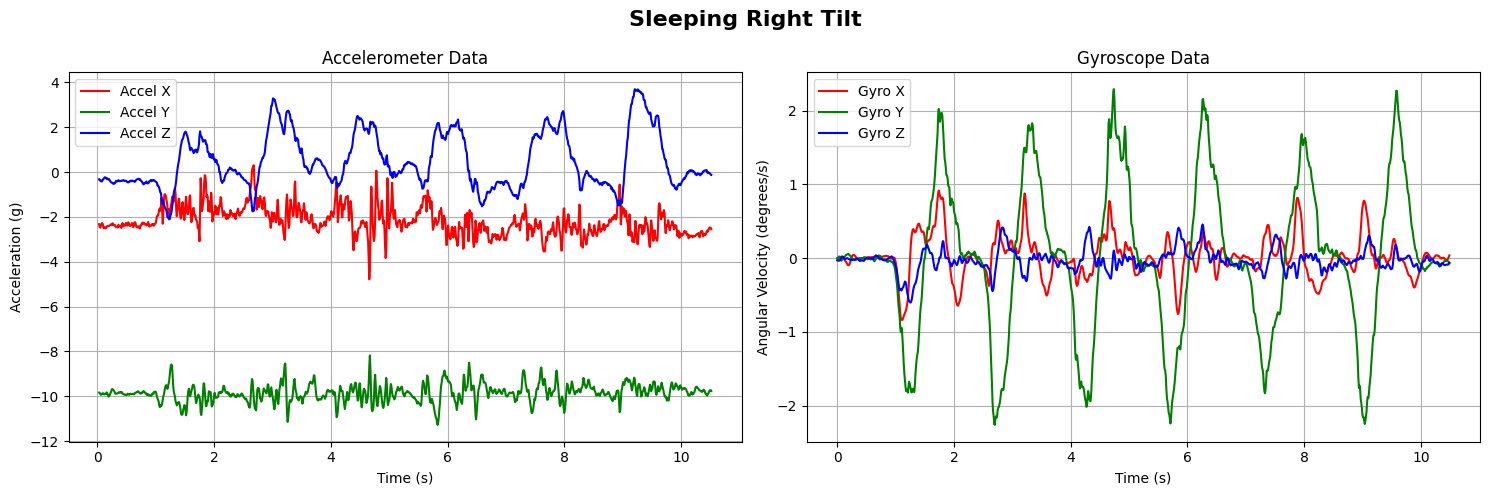 Sleeping Right Tilt
Accelerometer Data
Accel X
Accel Y
Accel Z
Acceleration (g)
4
2
0
−2
−4
−6
−8
−10
−12
0 2 4 6 8 10
Time (s)
Gyroscope Data
Gyro X
Gyro Y
Gyro Z
Angular Velocity (degrees/s)
2
1
0
−1
−2
0 2 4 6 8 10
Time (s)